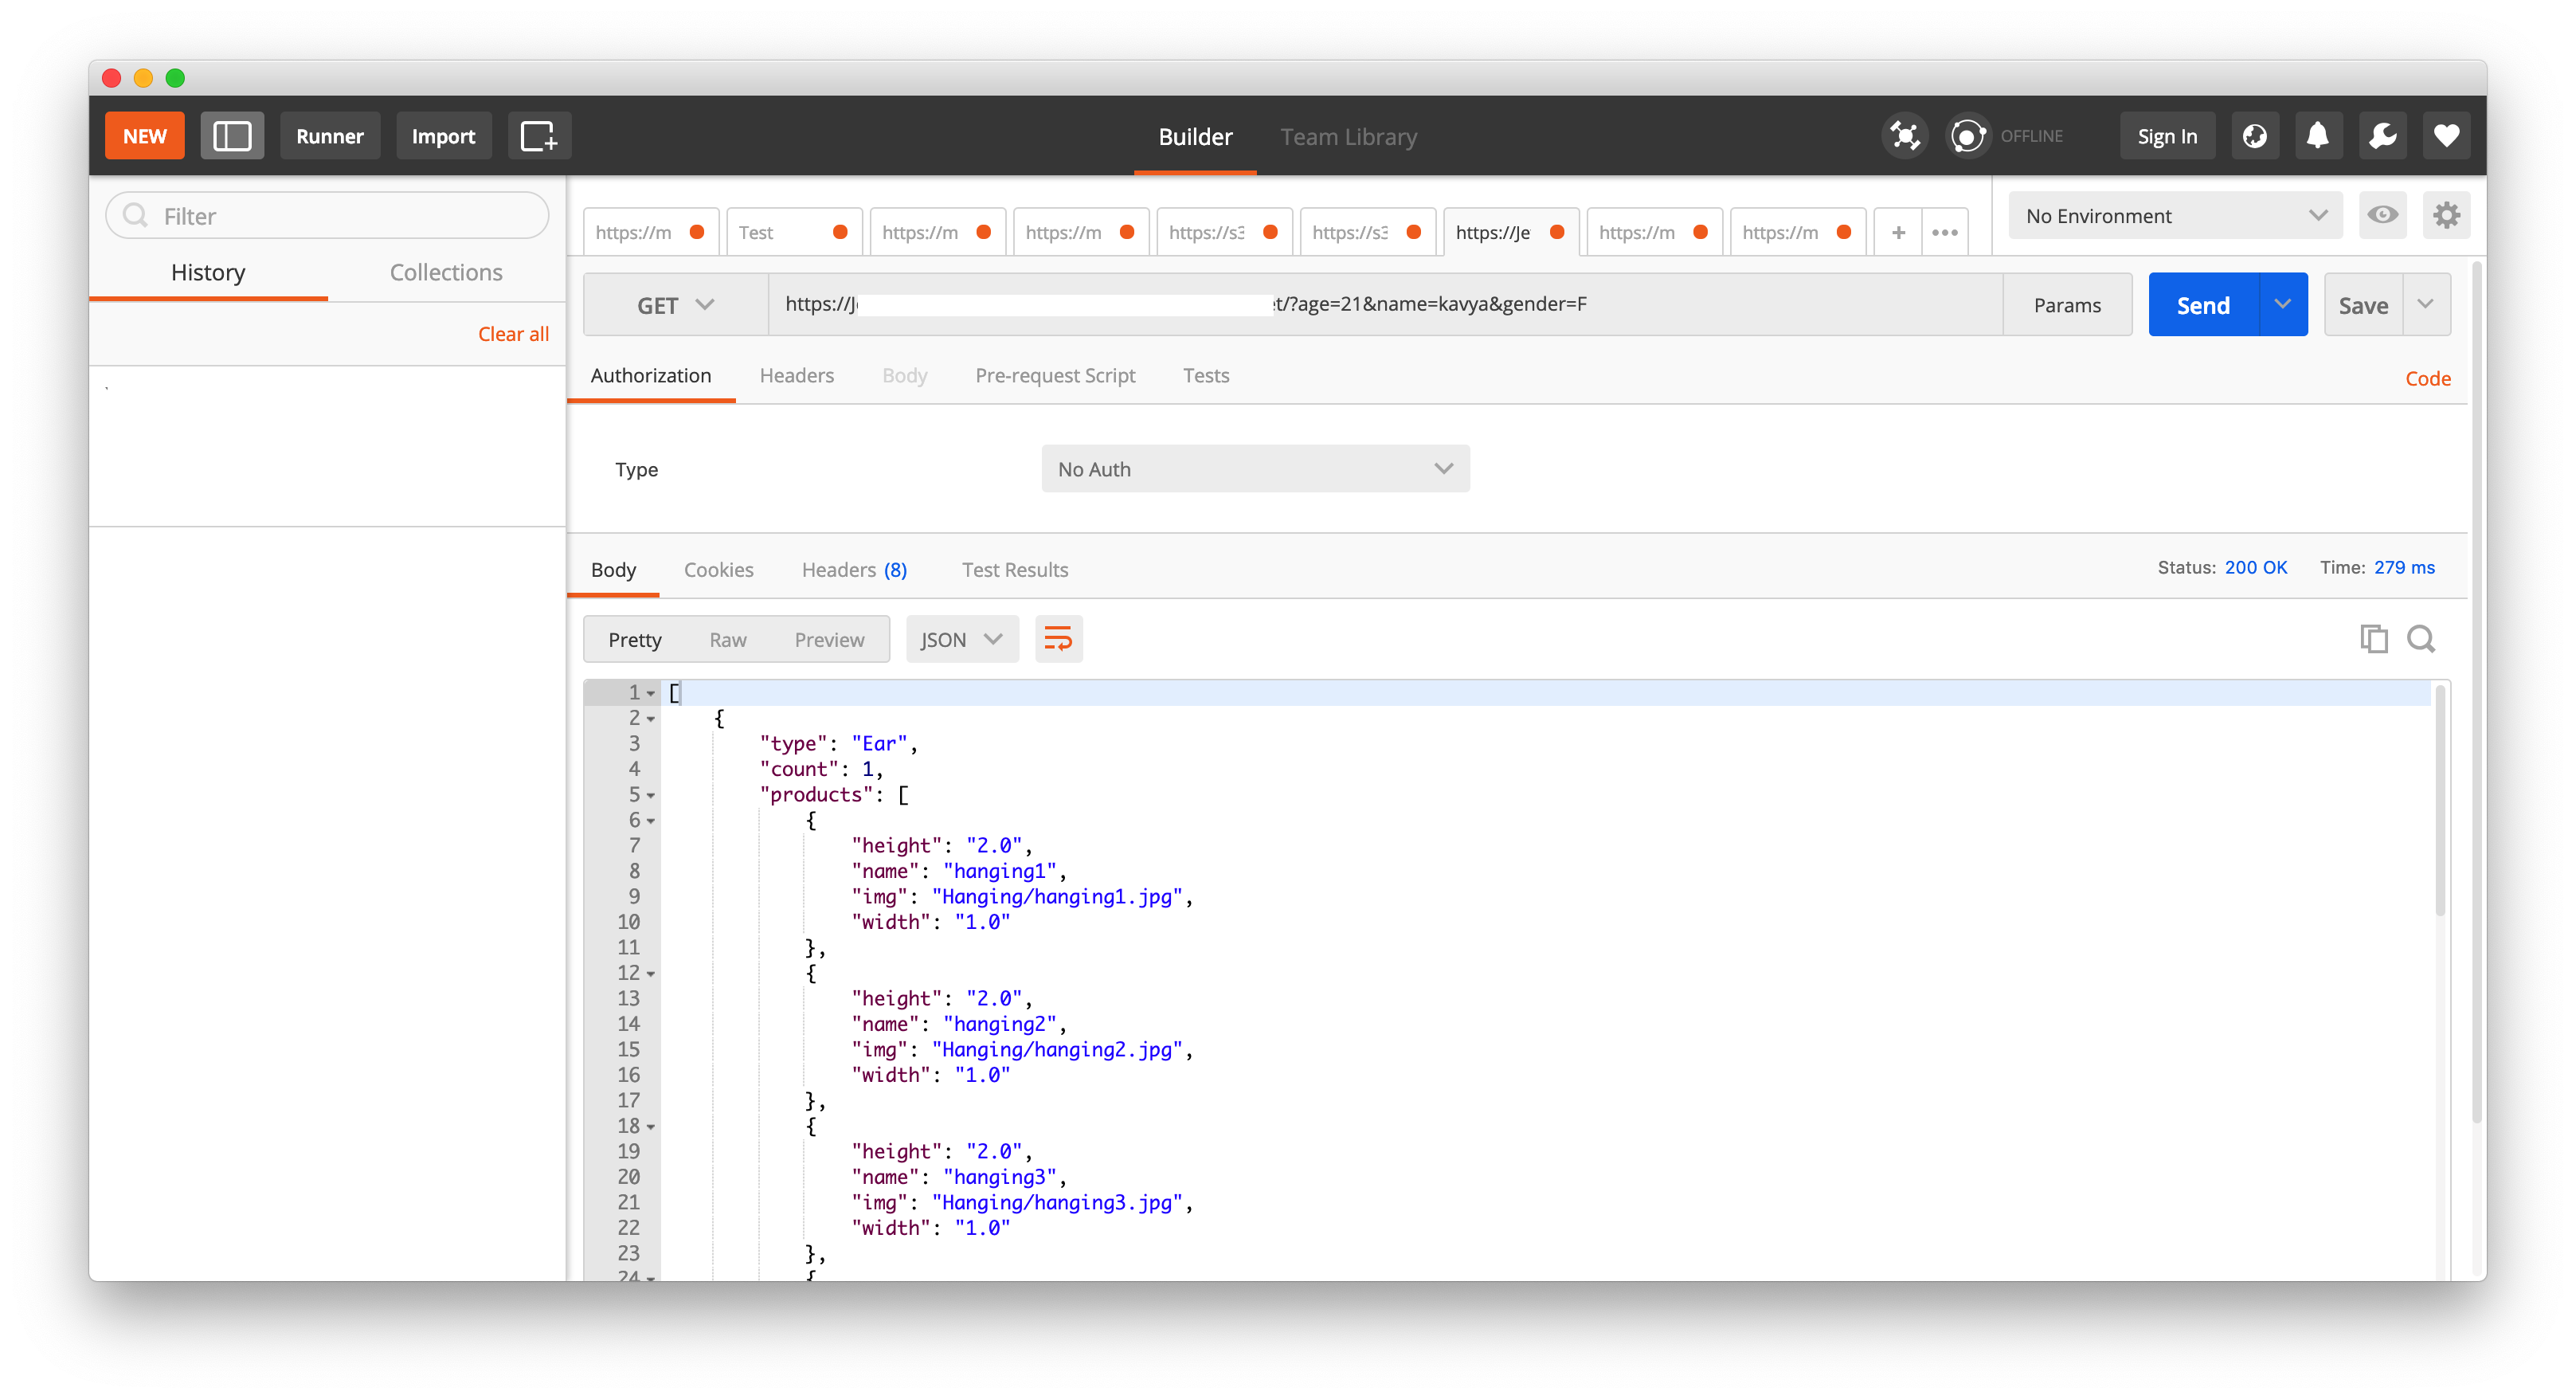 NEW Runner Import Builder Team Library OFFLINE Sign In
Filter
History Collections
Clear all
https://m Test https://m https://m https://s3 https://s3 https://Je https://m https://m + •••
No Environment
GET https://J et/?age=21&name=kavya&gender=F Params Send Save
Authorization Headers Body Pre-request Script Tests Code
Type No Auth
Body Cookies Headers (8) Test Results Status: 200 OK Time: 279 ms
Pretty Raw Preview JSON
1 [
2 {
3 "type": "Ear",
4 "count": 1,
5 "products": [
6 {
7 "height": "2.0",
8 "name": "hanging1",
9 "img": "Hanging/hanging1.jpg",
10 "width": "1.0"
11 },
12 {
13 "height": "2.0",
14 "name": "hanging2",
15 "img": "Hanging/hanging2.jpg",
16 "width": "1.0"
17 },
18 {
19 "height": "2.0",
20 "name": "hanging3",
21 "img": "Hanging/hanging3.jpg",
22 "width": "1.0"
23 },
24 {